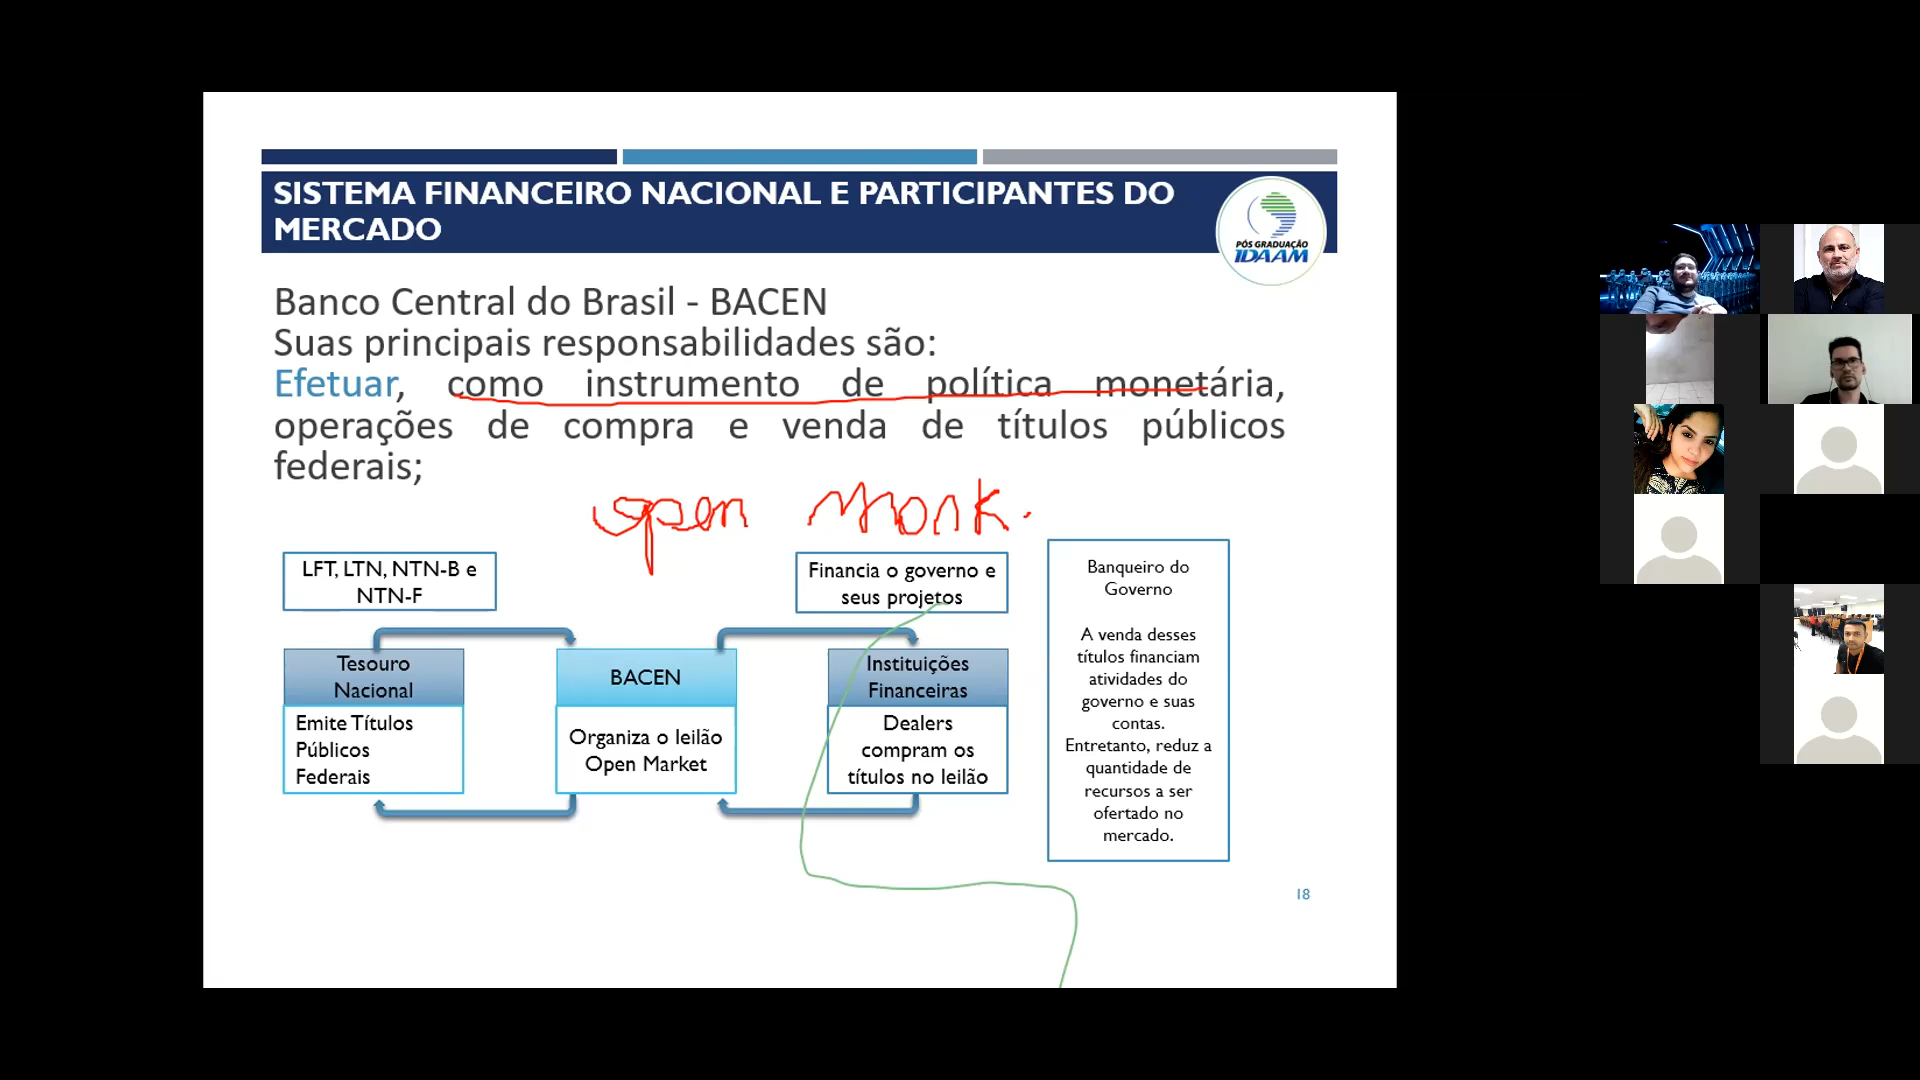 SISTEMA FINANCEIRO NACIONAL E PARTICIPANTES DO
MERCADO
PÓS GRADUAÇÃO
IDAAM
Banco Central do Brasil - BACEN
Suas principais responsabilidades são:
Efetuar, como instrumento de política monetária,
operações de compra e venda de títulos públicos
federais;
open
LFT, LTN, NTN-B e
NTN-F
Financia o governo e
seus projetos
Tesouro
Nacional
Emite Títulos
Públicos
Federais
BACEN
Organiza o leilão
Open Market
Instituições
Financeiras
Dealers
compram os
títulos no leilão
Banqueiro do
Governo
A venda desses
títulos financiam
atividades do
governo e suas
contas.
Entretanto, reduz a
quantidade de
recursos a ser
ofertado no
mercado.
18